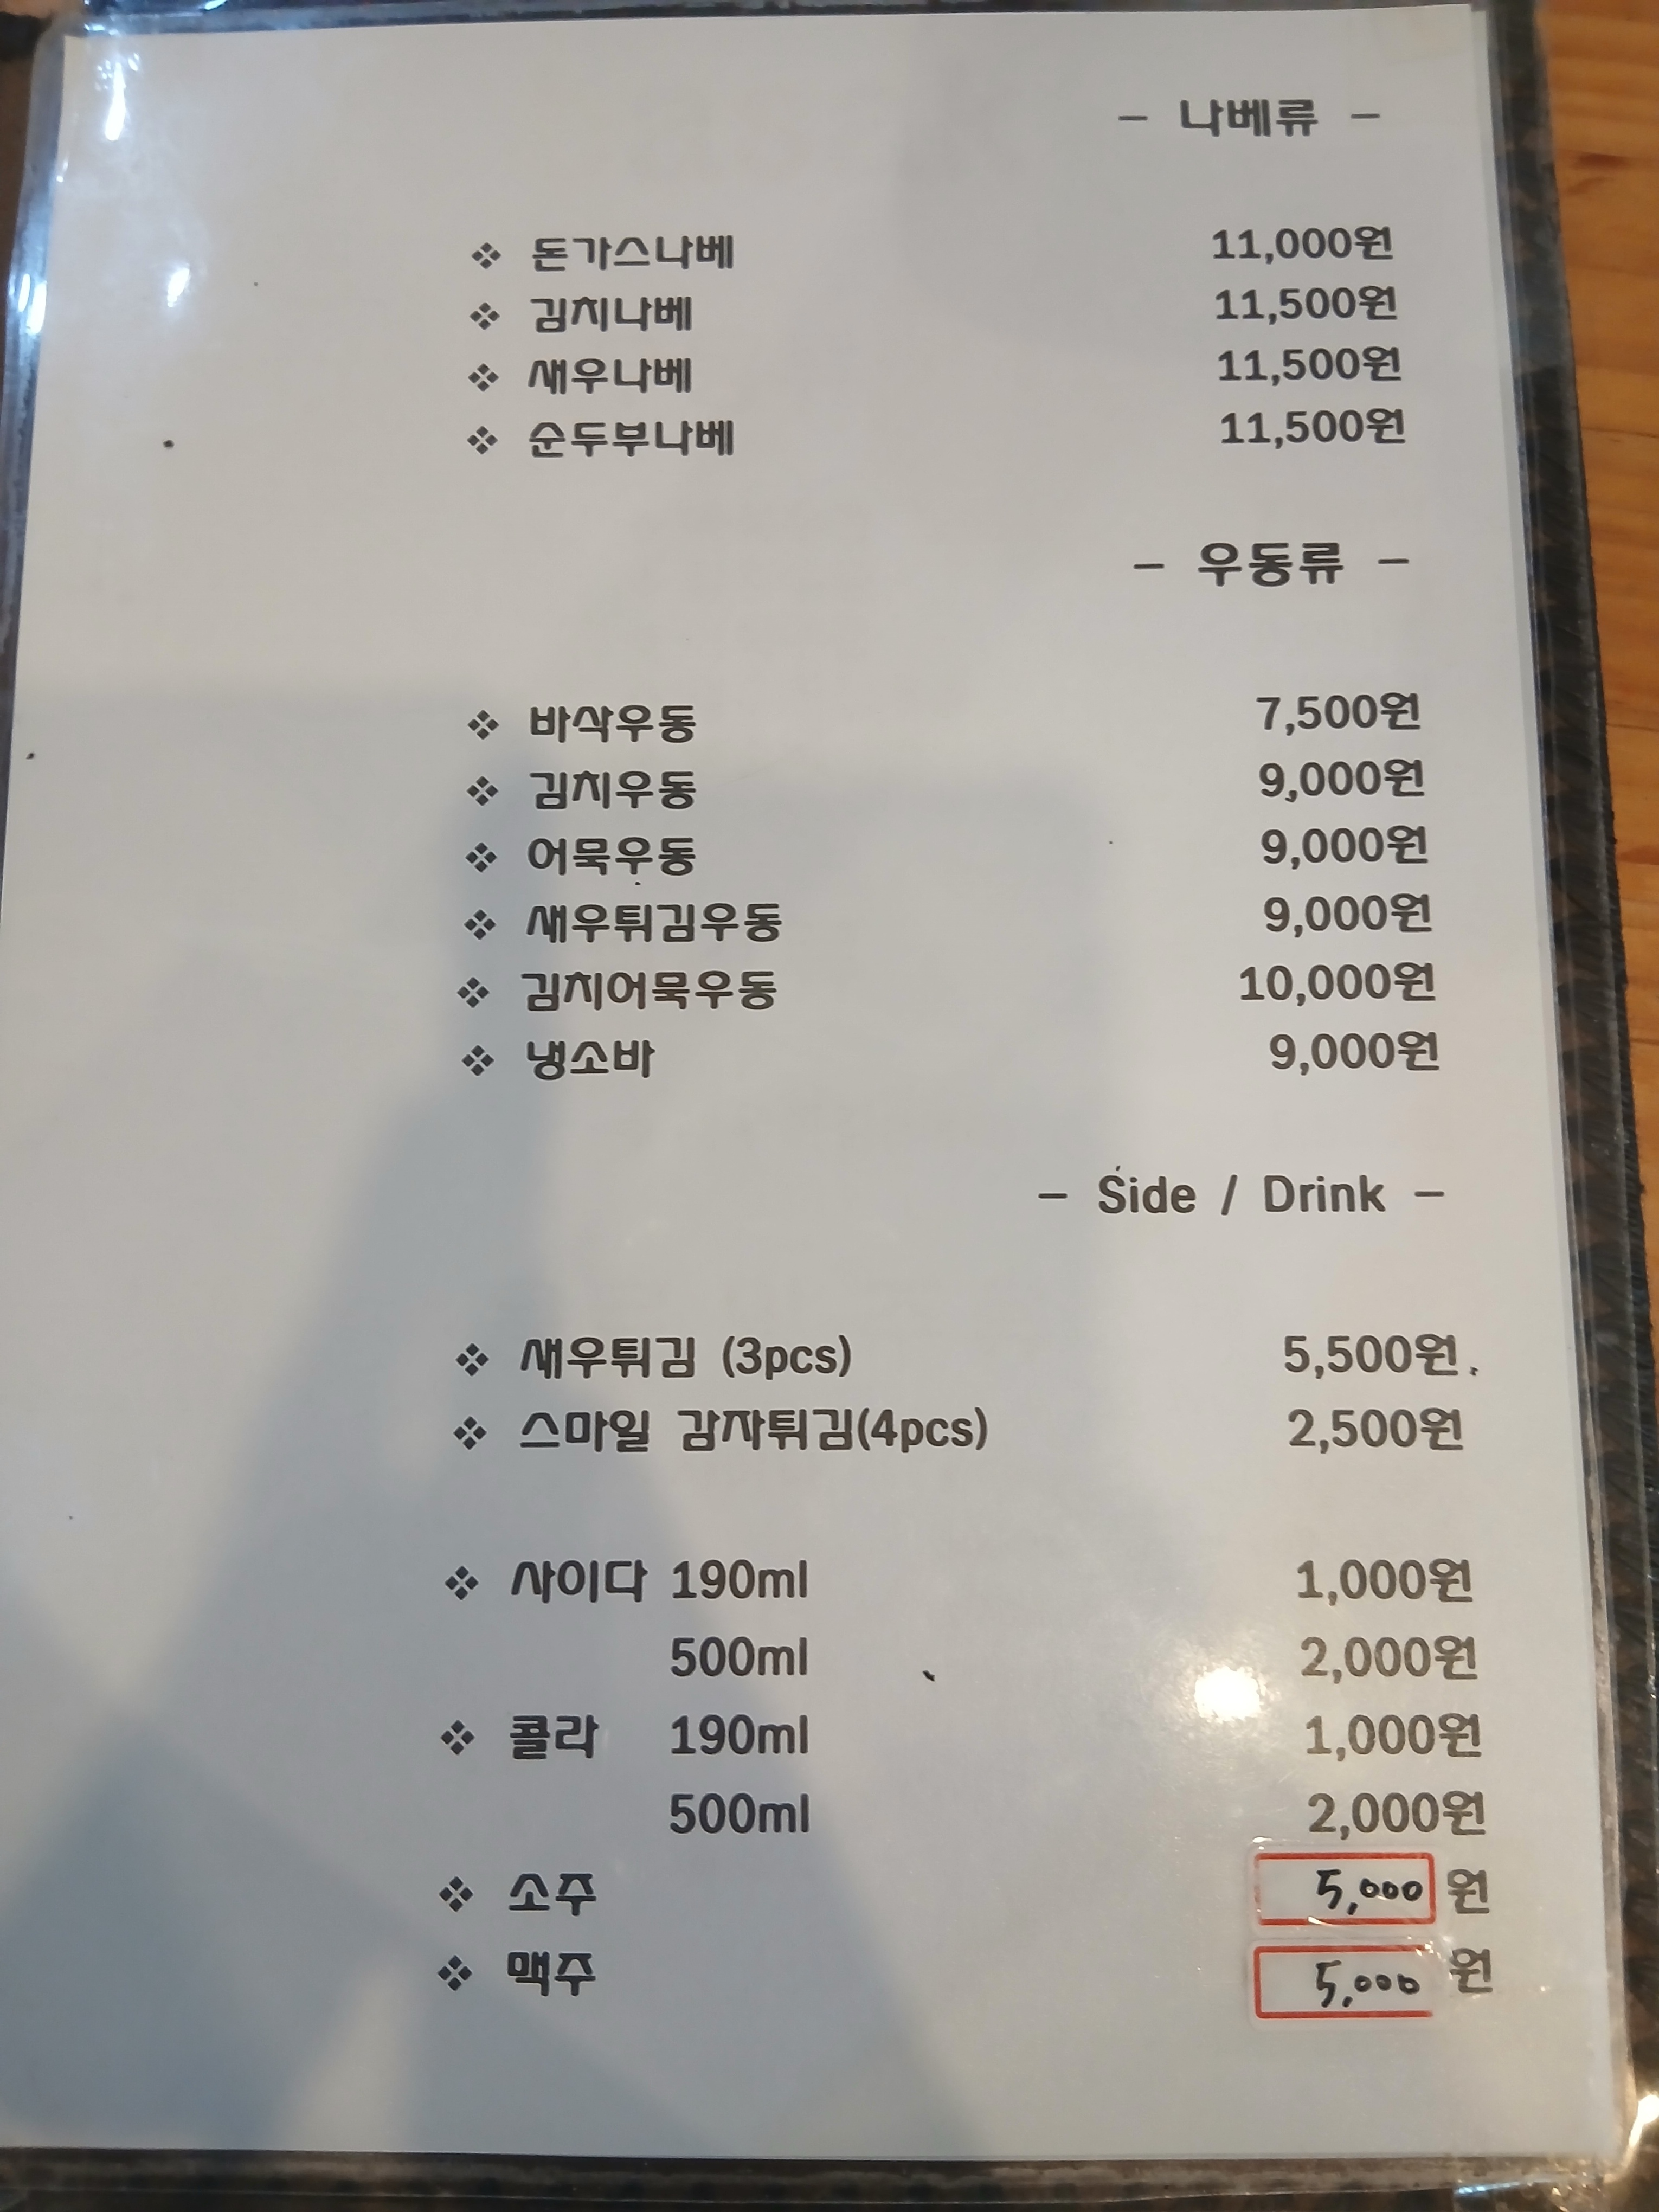 - 나베류 -
❖ 돈가스나베 11,000원
❖ 김치나베 11,500원
❖ 새우나베 11,500원
❖ 순두부나베 11,500원
- 우동류 -
❖ 바삭우동 7,500원
❖ 김치우동 9,000원
❖ 어묵우동 9,000원
❖ 새우튀김우동 9,000원
❖ 김치어묵우동 10,000원
❖ 냉소바 9,000원
- Side / Drink -
❖ 새우튀김 (3pcs) 5,500원
❖ 스마일 감자튀김(4pcs) 2,500원
❖ 사이다 190ml 1,000원
500ml 2,000원
❖ 콜라 190ml 1,000원
500ml 2,000원
❖ 소주 5,000원
❖ 맥주 5,000원